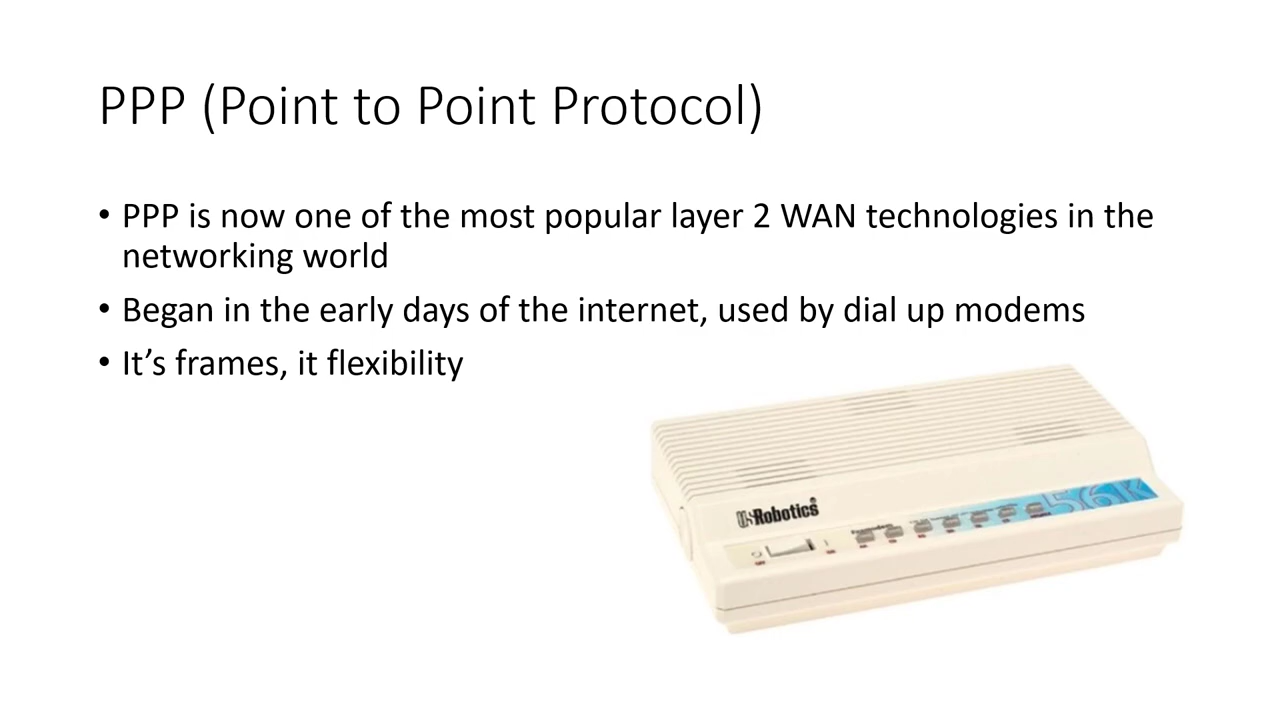 PPP (Point to Point Protocol)
• PPP is now one of the most popular layer 2 WAN technologies in the
networking world
• Began in the early days of the internet, used by dial up modems
• It’s frames, it flexibility
USRobotics
56K